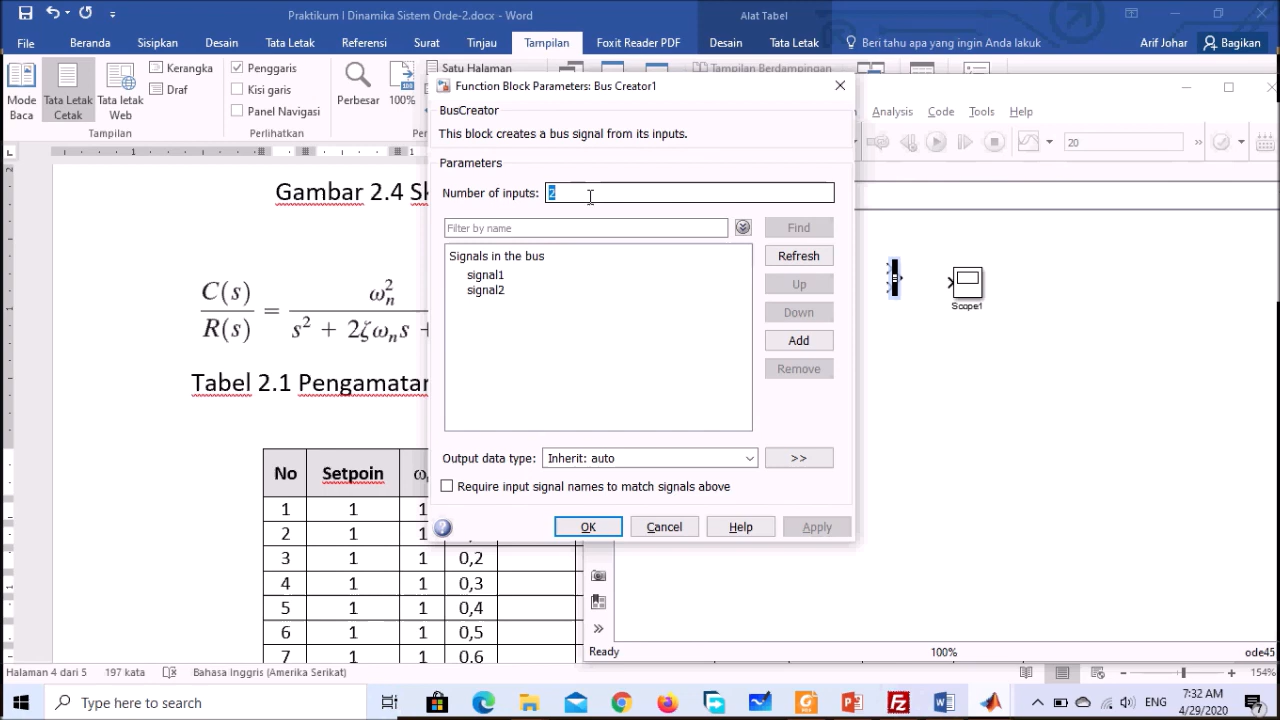 Praktikum I Dinamika Sistem Orde-2.docx - Word
Alat Tabel
File Beranda Sisipkan Desain Tata Letak Referensi Surat Tinjau Tampilan Foxit Reader PDF Desain Tata Letak Beri tahu apa yang ingin Anda lakukan Arif Johar Bagikan
Mode Baca
Tata Letak Cetak
Tata letak Web
Kerangka
Draf
Tampilan
Penggaris
Kisi garis
Panel Navigasi
Perlihatkan
Perbesar
100%
Satu Halaman
Tampilan Berdampingan
Function Block Parameters: Bus Creator1
BusCreator
This block creates a bus signal from its inputs.
Parameters
Number of inputs: 2
Filter by name
Find
Signals in the bus
signal1
signal2
Refresh
Up
Down
Add
Remove
Output data type: Inherit: auto >>
Require input signal names to match signals above
OK Cancel Help Apply
Analysis Code Tools Help
20
Scope1
Gambar 2.4
C(s)
R(s)
=
ω²n
s² + 2ζωns +
Tabel 2.1 Pengamatan
No Setpoin
1 1 1
2 1 1
3 1 1 0,2
4 1 1 0,3
5 1 1 0,4
6 1 1 0,5
7 1 1 0.6
Ready 100% ode45
Halaman 4 dari 5 197 kata Bahasa Inggris (Amerika Serikat) 154%
Type here to search
ENG
7:32 AM
4/29/2020